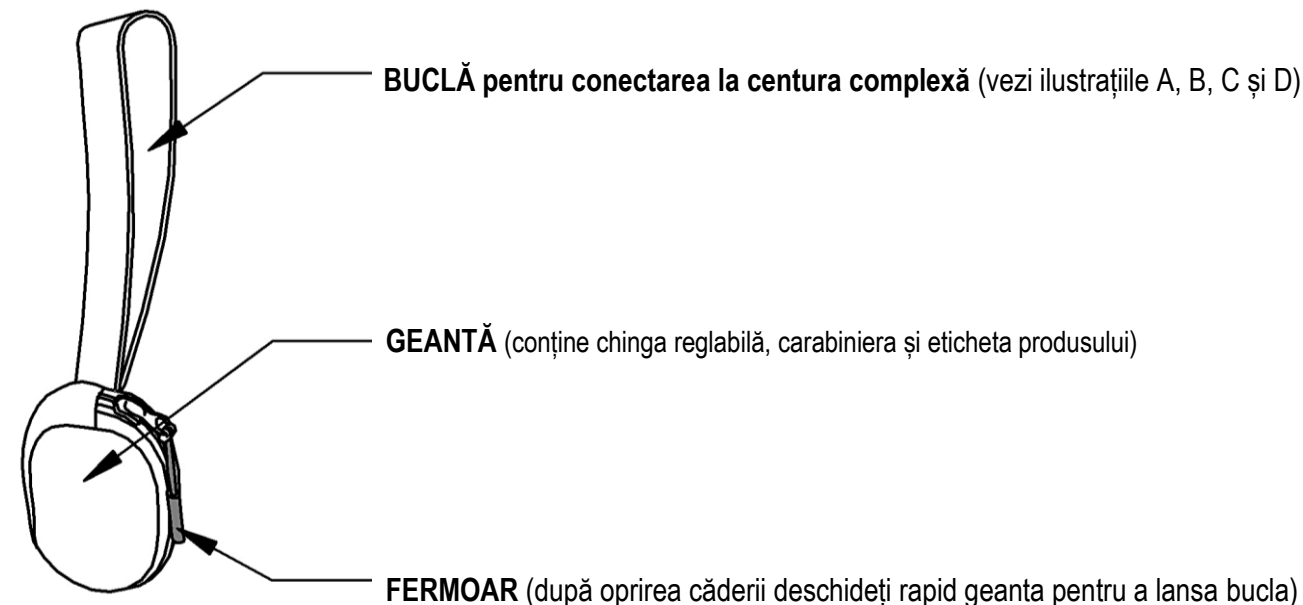 BUCLĂ pentru conectarea la centura complexă (vezi ilustrațiile A, B, C și D)
GEANTĂ (conține chinga reglabilă, carabiniera și eticheta produsului)
FERMOAR (după oprirea căderii deschideți rapid geanta pentru a lansa bucla)